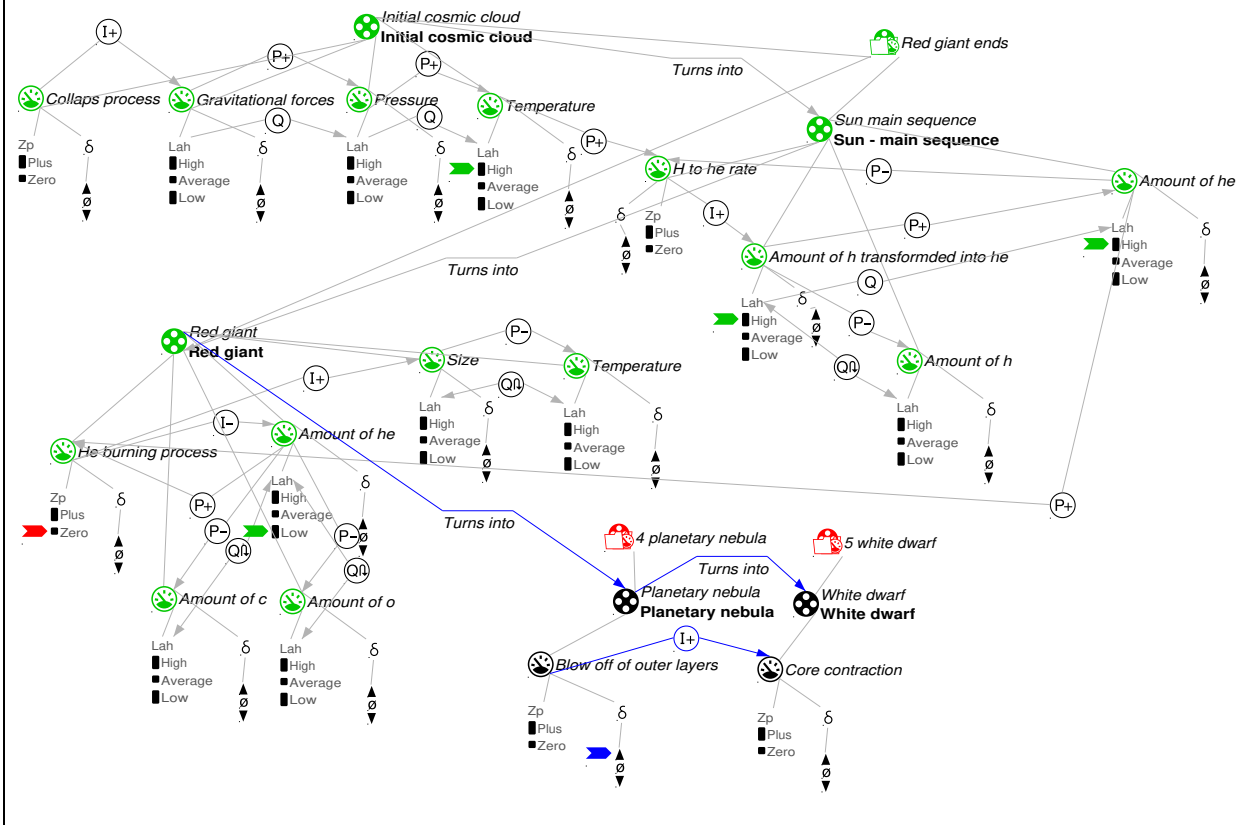 Initial cosmic cloud
Initial cosmic cloud
I+
P+
P+
Red giant ends
Turns into
Collaps process
Gravitational forces
Pressure
Temperature
Q
Q
P+
Zp
Plus
Zero
δ
ø
Lah
High
Average
Low
δ
ø
Lah
High
Average
Low
δ
ø
Lah
High
Average
Low
δ
ø
Sun main sequence
Sun - main sequence
H to he rate
P-
Amount of he
Zp
Plus
Zero
δ
ø
I+
P+
Lah
High
Average
Low
δ
ø
Amount of h transformded into he
Q
Lah
High
Average
Low
δ
ø
P-
Q
Amount of h
Lah
High
Average
Low
δ
ø
Turns into
Red giant
Red giant
P-
Size
Temperature
I+
Q
Lah
High
Average
Low
δ
ø
Lah
High
Average
Low
δ
ø
I-
Amount of he
He burning process
Zp
Plus
Zero
δ
ø
Lah
High
Average
Low
δ
ø
P+
P-
P-
Q
Q
P+
Turns into
Amount of c
Amount of o
Lah
High
Average
Low
δ
ø
Lah
High
Average
Low
δ
ø
4 planetary nebula
5 white dwarf
Turns into
Planetary nebula
Planetary nebula
White dwarf
White dwarf
I+
Blow off of outer layers
Core contraction
Zp
Plus
Zero
δ
ø
Zp
Plus
Zero
δ
ø